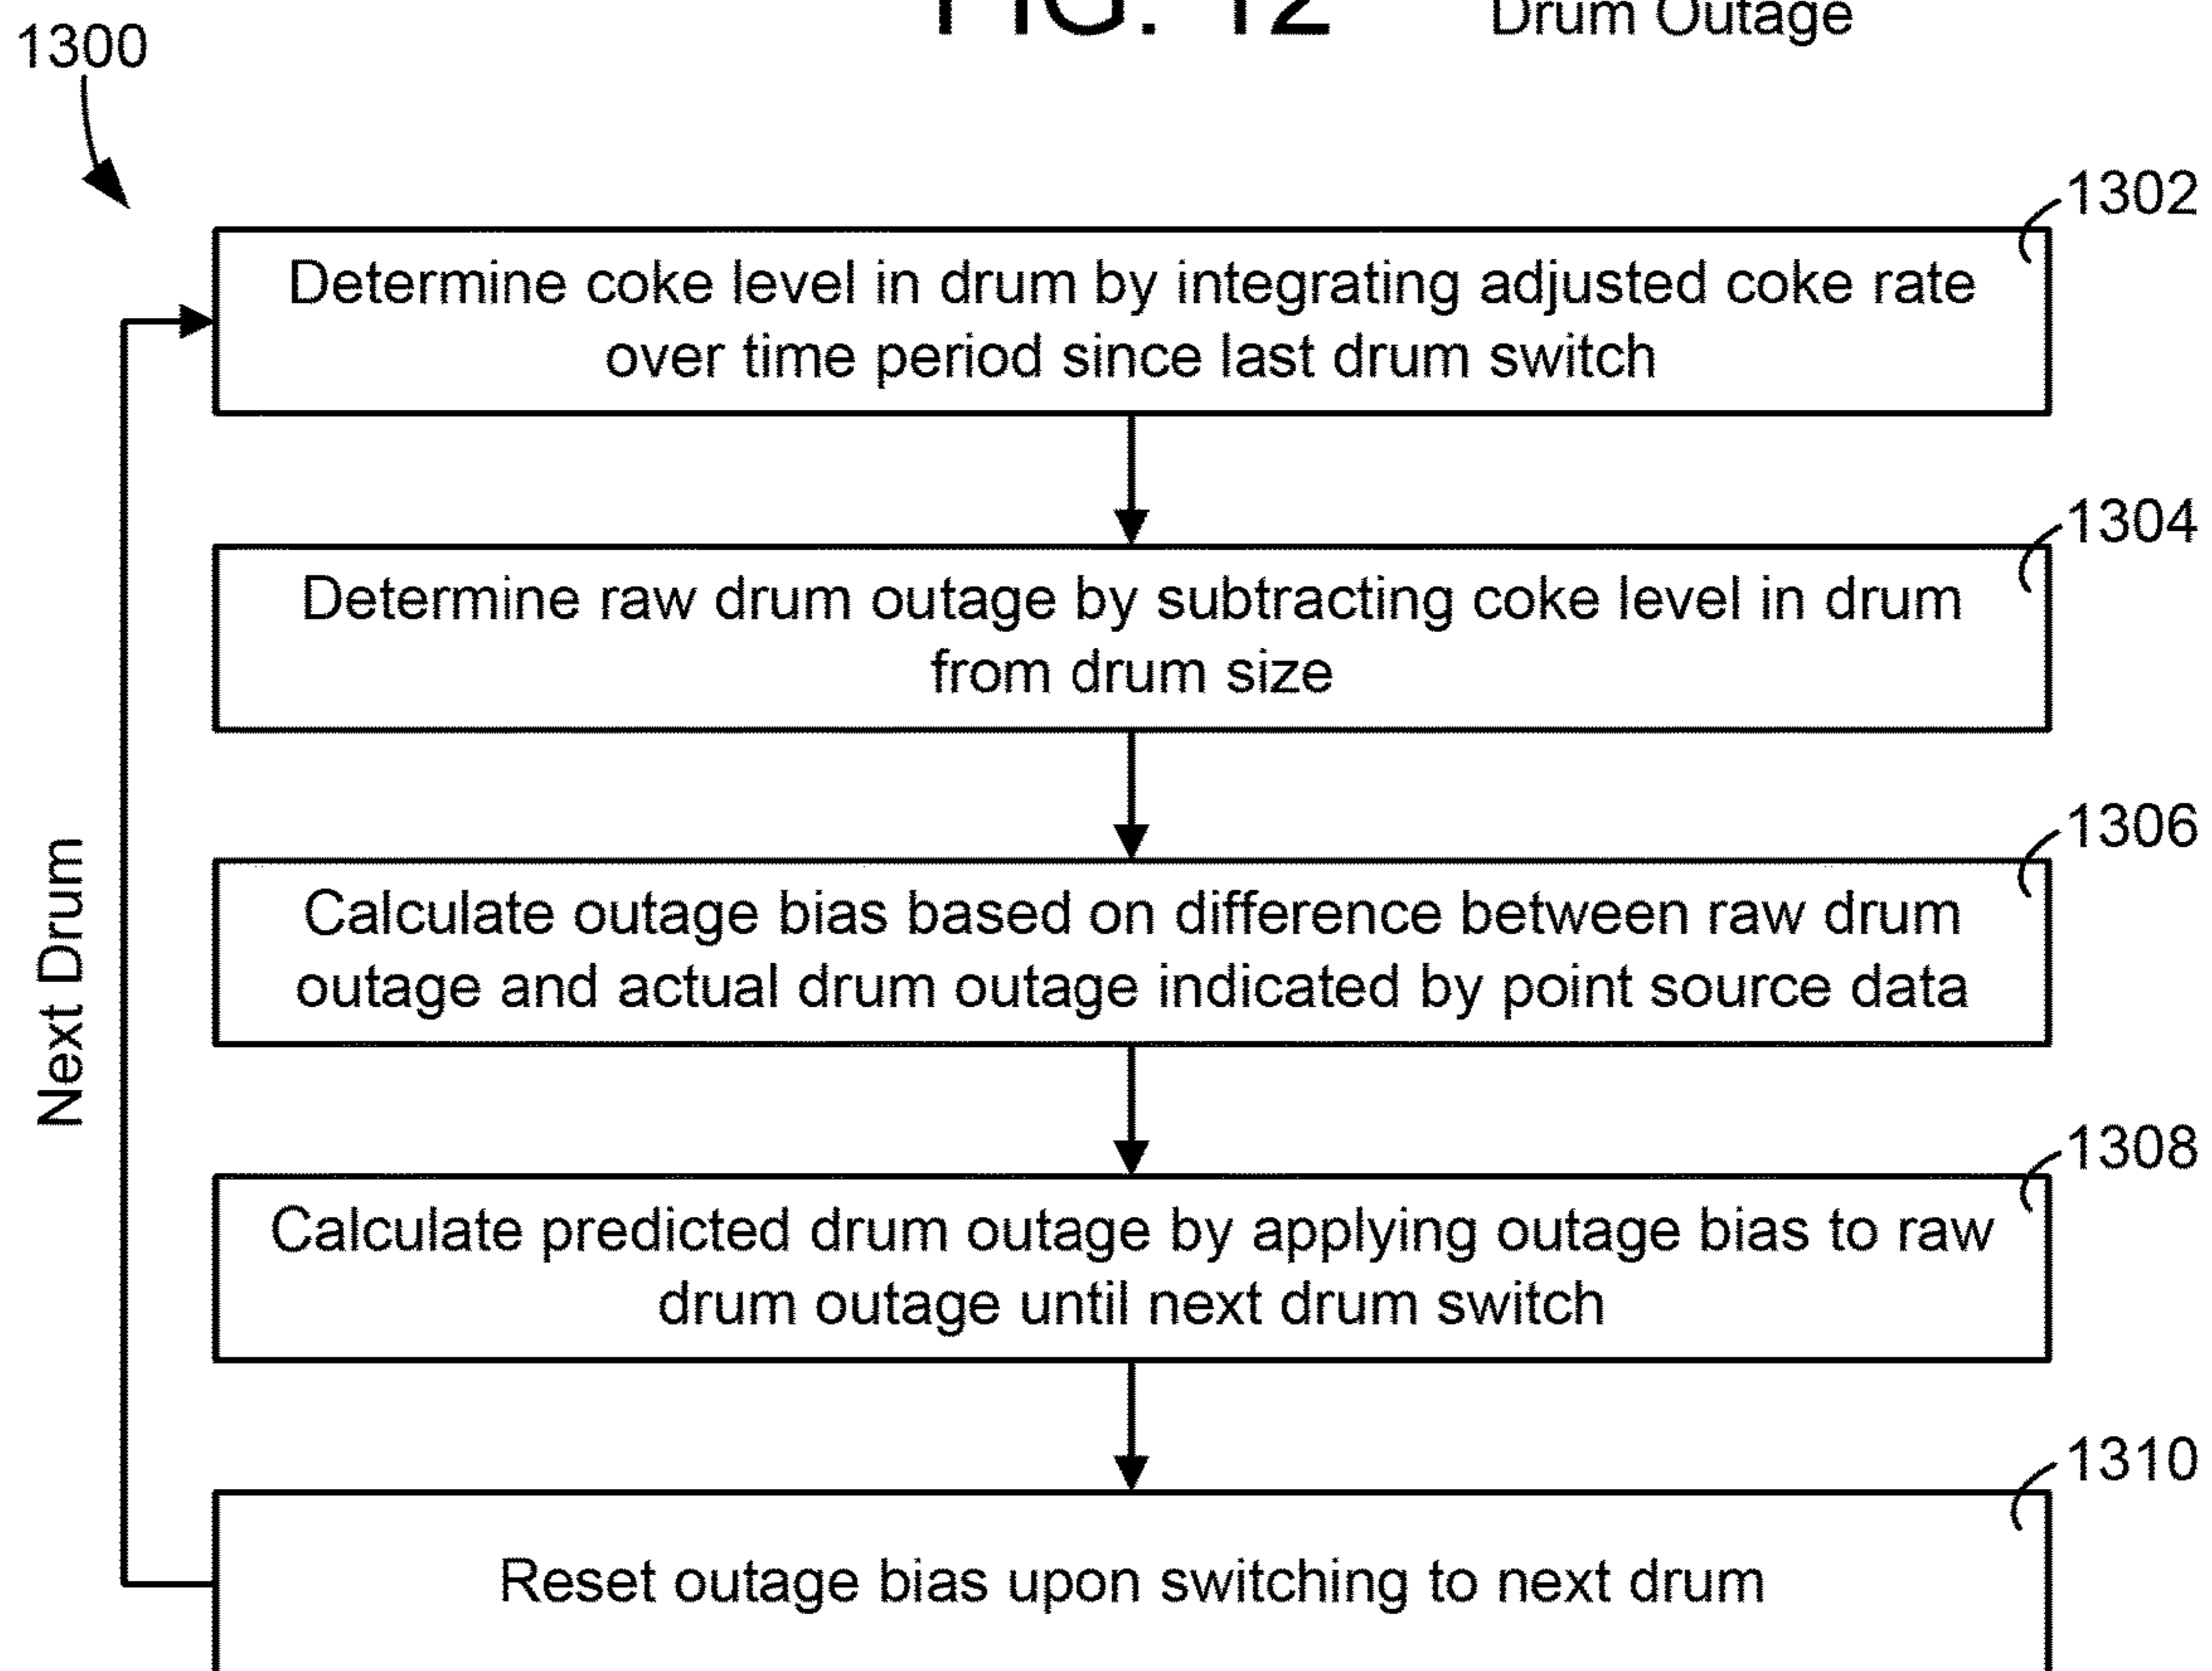 FIG. 12 Drum Outage
1300
1302
Determine coke level in drum by integrating adjusted coke rate
over time period since last drum switch
1304
Determine raw drum outage by subtracting coke level in drum
from drum size
1306
Calculate outage bias based on difference between raw drum
outage and actual drum outage indicated by point source data
Next Drum
1308
Calculate predicted drum outage by applying outage bias to raw
drum outage until next drum switch
1310
Reset outage bias upon switching to next drum